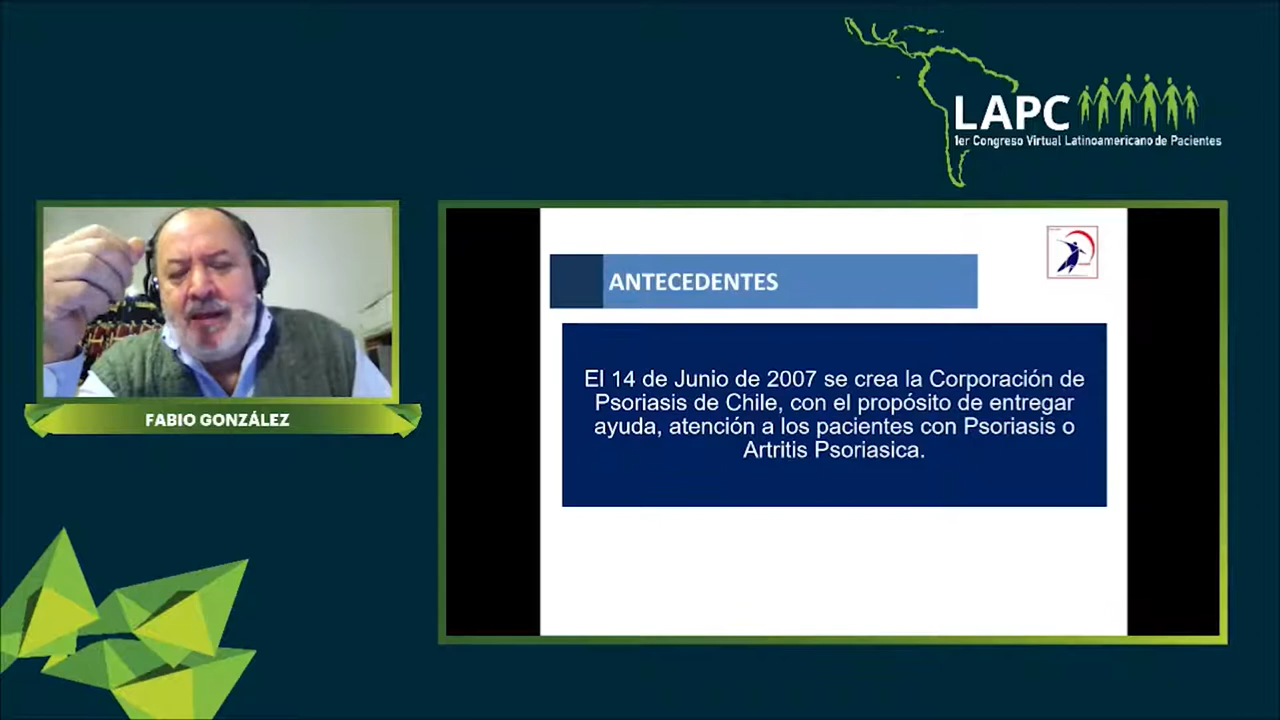 LAPC
1er Congreso Virtual Latinoamericano de Pacientes
FABIO GONZÁLEZ
ANTECEDENTES
El 14 de Junio de 2007 se crea la Corporación de
Psoriasis de Chile, con el propósito de entregar
ayuda, atención a los pacientes con Psoriasis o
Artritis Psoriasica.